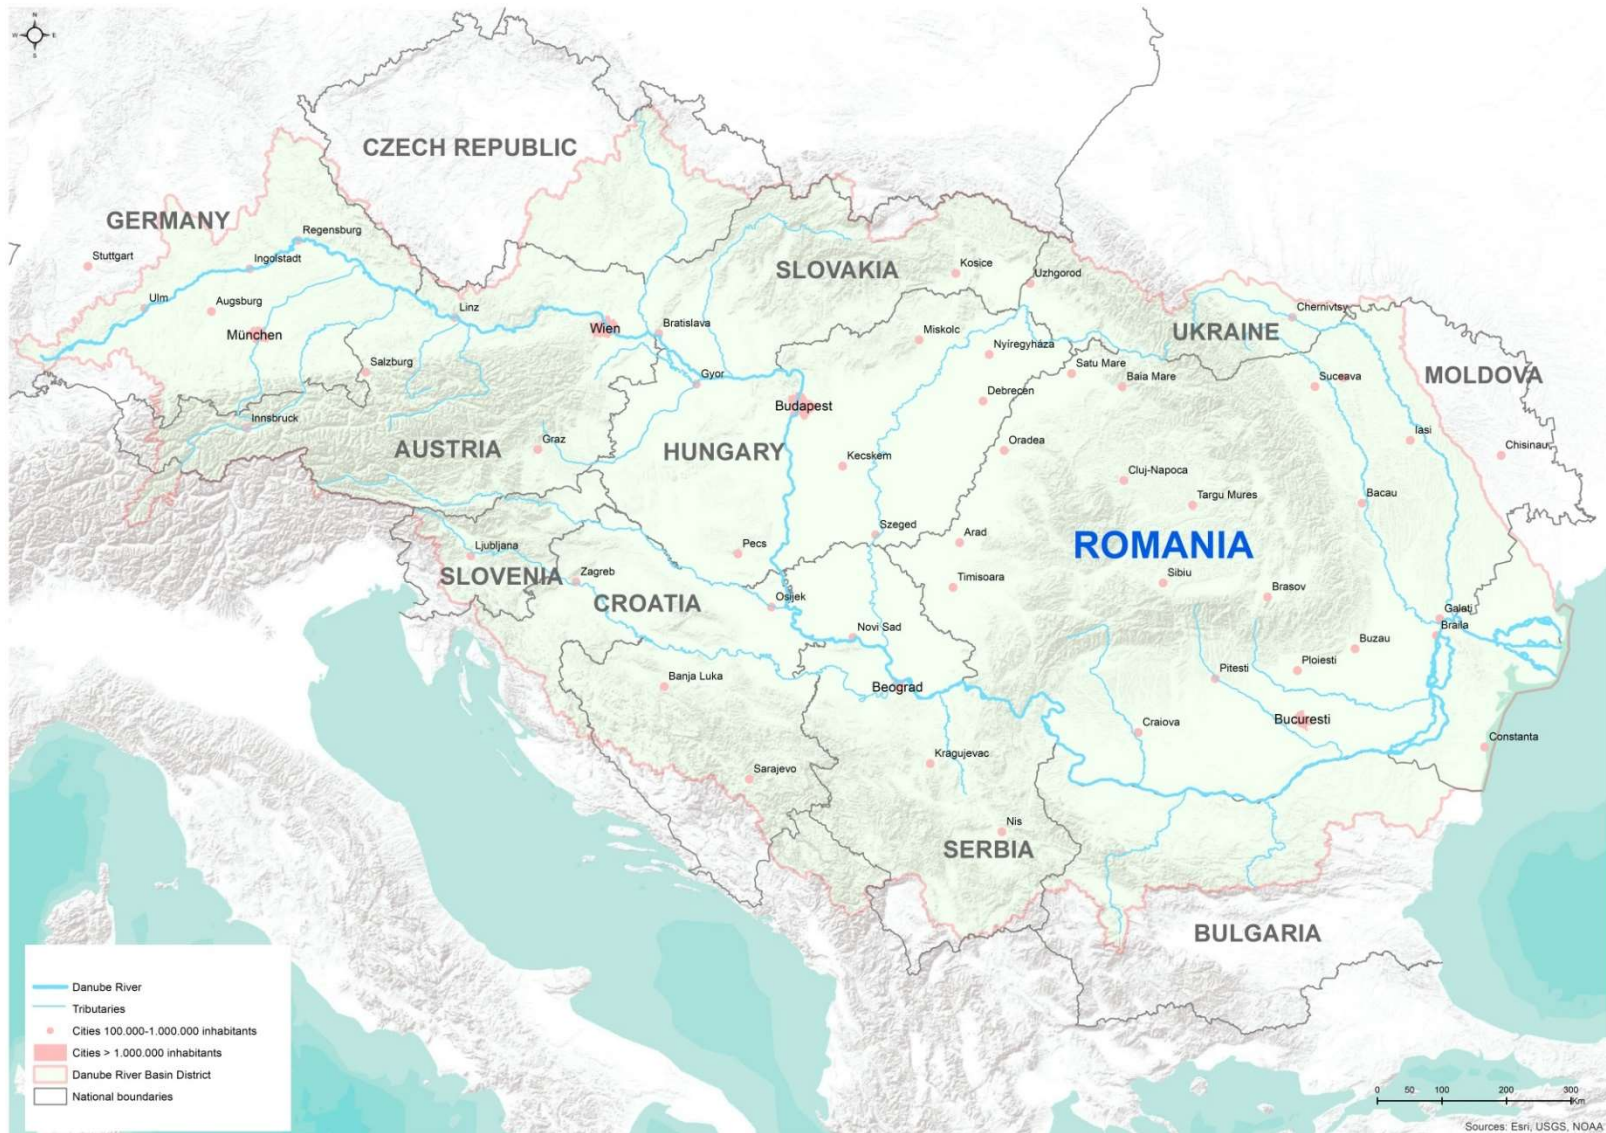 N
W E
S
CZECH REPUBLIC
GERMANY
Regensburg
Stuttgart
Ingolstadt
SLOVAKIA
Kosice
Uzhgorod
Ulm
Augsburg
Linz
Chernivtsy
München
Wien
Bratislava
UKRAINE
Miskolc
Nyíregyháza
Salzburg
Satu Mare
Gyor
Baia Mare
Suceava
MOLDOVA
Debrecen
Budapest
Innsbruck
AUSTRIA
Graz
HUNGARY
Oradea
Iasi
Chisinau
Kecskem
Cluj-Napoca
Targu Mures
Bacau
Szeged
Arad
ROMANIA
Pecs
Ljubljana
SLOVENIA
Zagreb
Timisoara
Sibiu
Brasov
CROATIA
Osijek
Galati
Novi Sad
Braila
Buzau
Banja Luka
Beograd
Pitesti
Ploiesti
Bucuresti
Craiova
Constanta
Kragujevac
Sarajevo
Nis
SERBIA
BULGARIA
Danube River
Tributaries
Cities 100.000-1.000.000 inhabitants
Cities > 1.000.000 inhabitants
Danube River Basin District
National boundaries
0 50 100 200 300
Km
Sources: Esri, USGS, NOAA